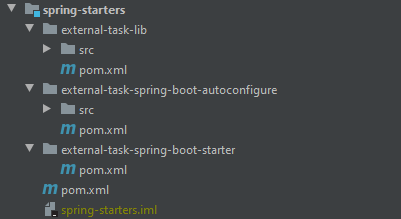 spring-starters
external-task-lib
src
pom.xml
external-task-spring-boot-autoconfigure
src
pom.xml
external-task-spring-boot-starter
pom.xml
pom.xml
spring-starters.iml